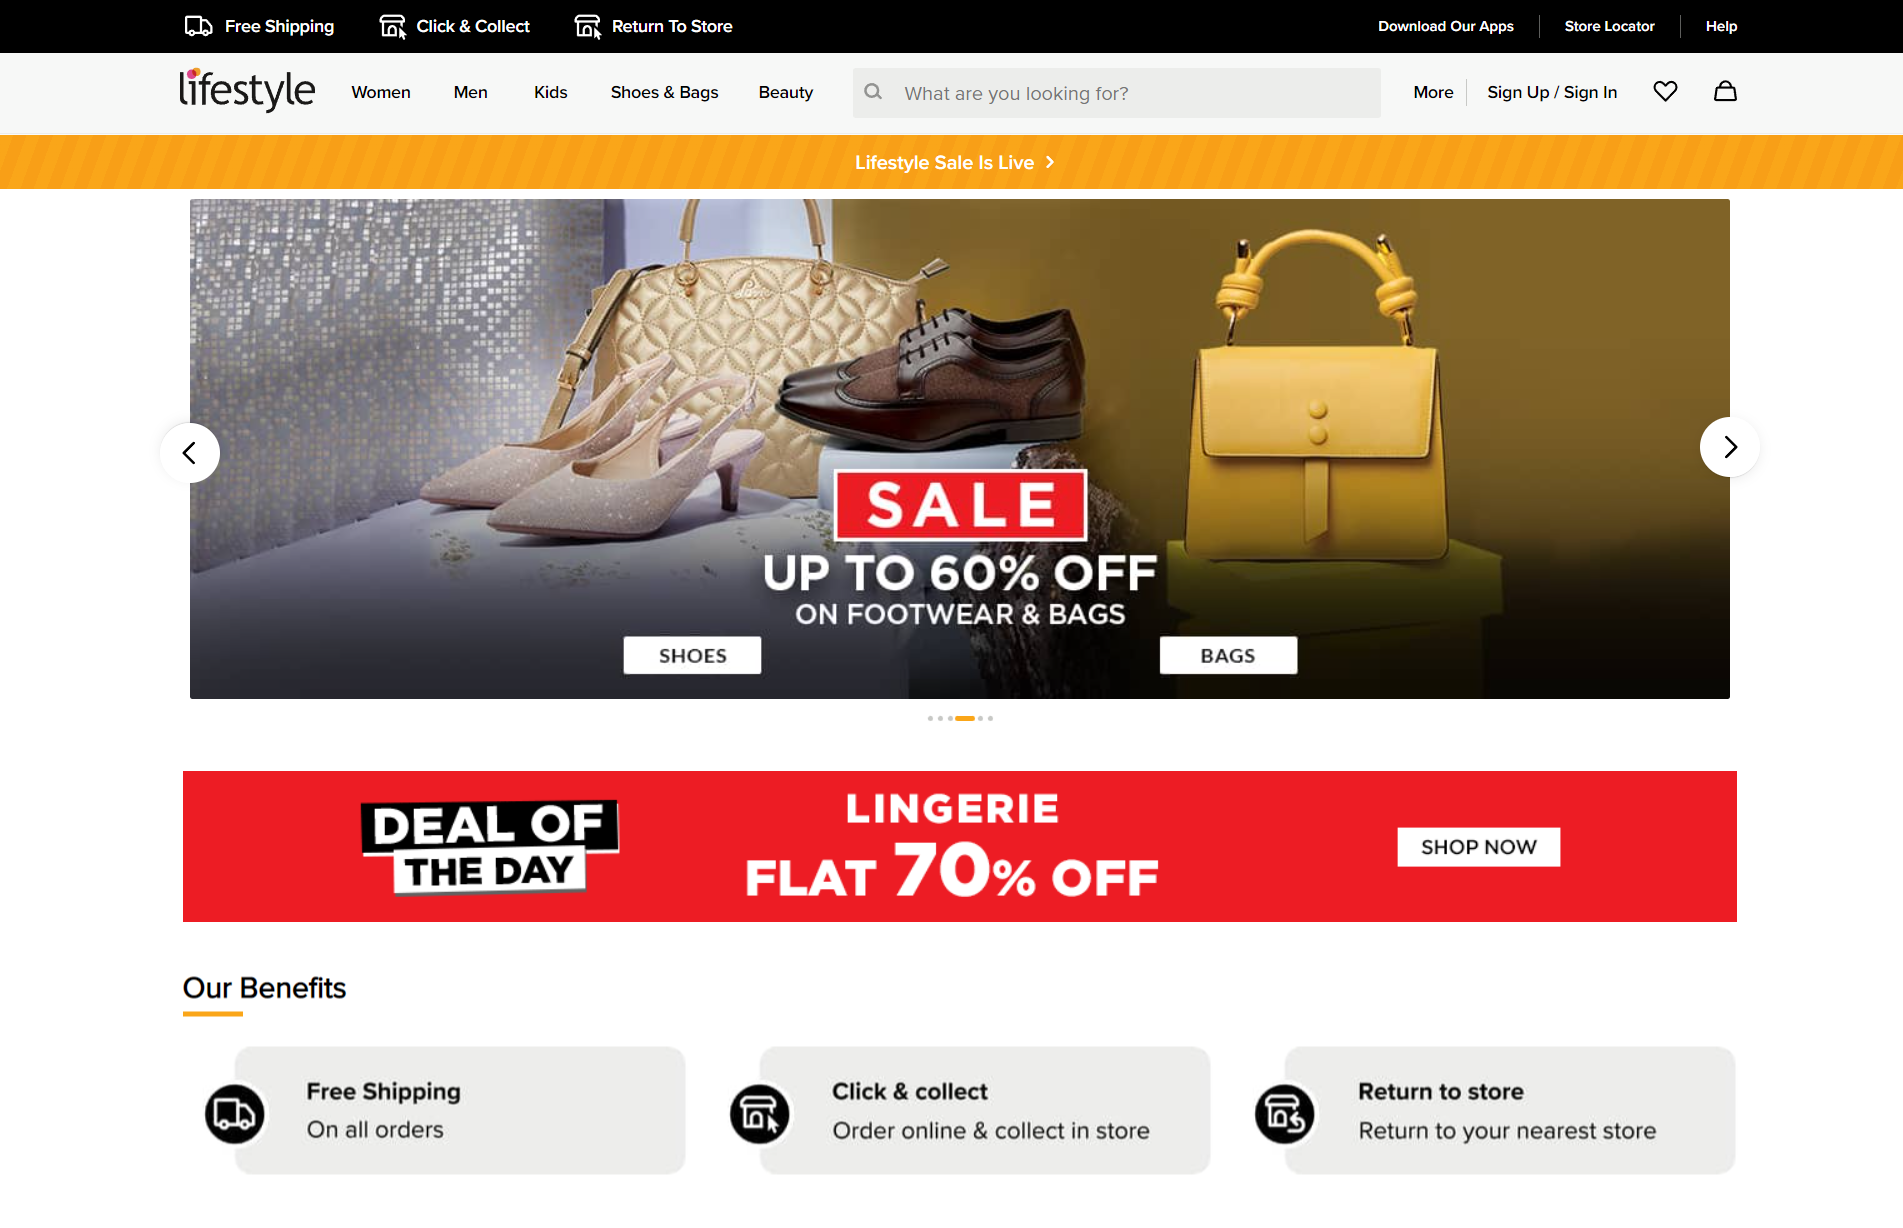 Free Shipping
Click & Collect
Return To Store
Download Our Apps
Store Locator
Help
lifestyle
Women
Men
Kids
Shoes & Bags
Beauty
What are you looking for?
More
Sign Up / Sign In
Lifestyle Sale Is Live
SALE
UP TO 60% OFF
ON FOOTWEAR & BAGS
SHOES
BAGS
DEAL OF
THE DAY
LINGERIE
FLAT 70% OFF
SHOP NOW
Our Benefits
Free Shipping
On all orders
Click & collect
Order online & collect in store
Return to store
Return to your nearest store